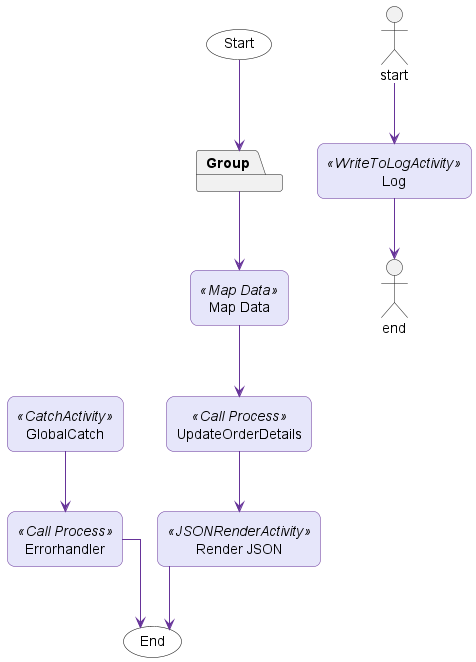 Start
start
Group
«WriteToLogActivity»
Log
«Map Data»
Map Data
end
«CatchActivity»
GlobalCatch
«Call Process»
UpdateOrderDetails
«Call Process»
Errorhandler
«JSONRenderActivity»
Render JSON
End